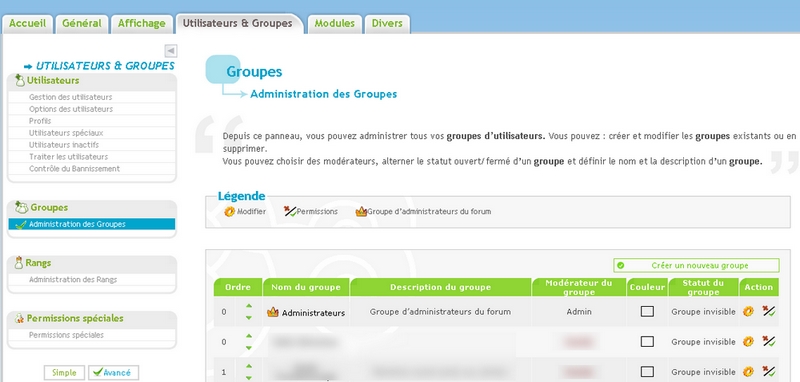 Accueil Général Affichage Utilisateurs & Groupes Modules Divers
UTILISATEURS & GROUPES
Utilisateurs
Gestion des utilisateurs
Options des utilisateurs
Profils
Utilisateurs spéciaux
Utilisateurs inactifs
Traiter les utilisateurs
Contrôle du Bannissement
Groupes
Administration des Groupes
Rangs
Administration des Rangs
Permissions spéciales
Permissions spéciales
Simple Avancé
Groupes
Administration des Groupes
Depuis ce panneau, vous pouvez administrer tous vos groupes d'utilisateurs. Vous pouvez : créer et modifier les groupes existants ou en
supprimer.
Vous pouvez choisir des modérateurs, alterner le statut ouvert/fermé d'un groupe et définir le nom et la description d'un groupe.
Légende
Modifier Permissions Groupe d'administrateurs du forum
Créer un nouveau groupe
Ordre Nom du groupe Description du groupe Modérateur du groupe Couleur Statut du groupe Action
0 Administrateurs Groupe d'administrateurs du forum Admin Groupe invisible
0 Groupe invisible
1 Groupe invisible